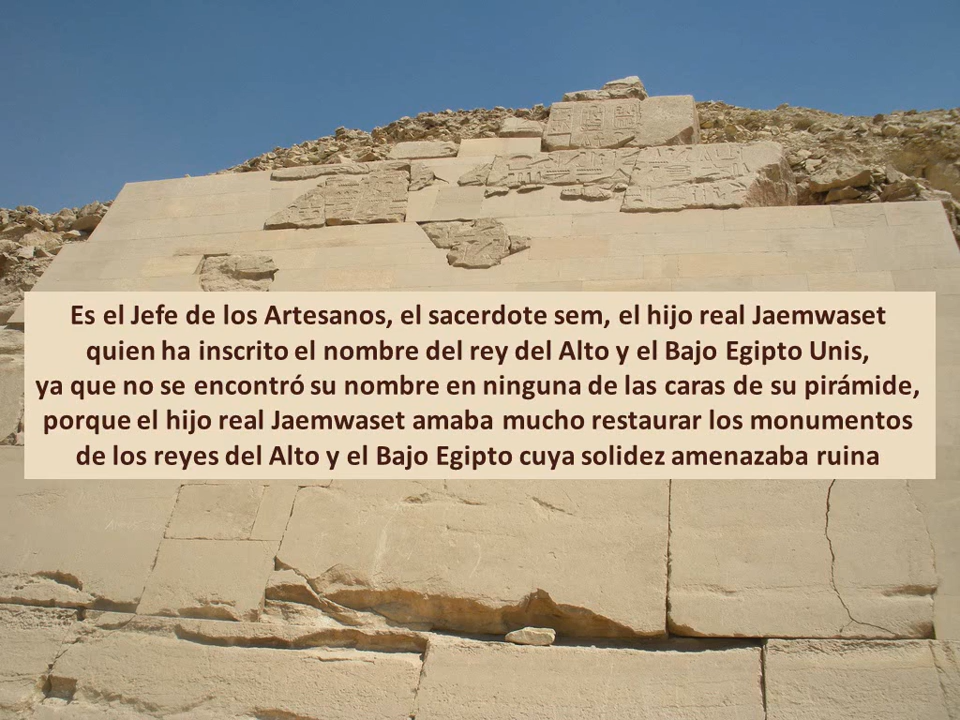 Es el Jefe de los Artesanos, el sacerdote sem, el hijo real Jaemwaset
quien ha inscrito el nombre del rey del Alto y el Bajo Egipto Unis,
ya que no se encontró su nombre en ninguna de las caras de su pirámide,
porque el hijo real Jaemwaset amaba mucho restaurar los monumentos
de los reyes del Alto y el Bajo Egipto cuya solidez amenazaba ruina